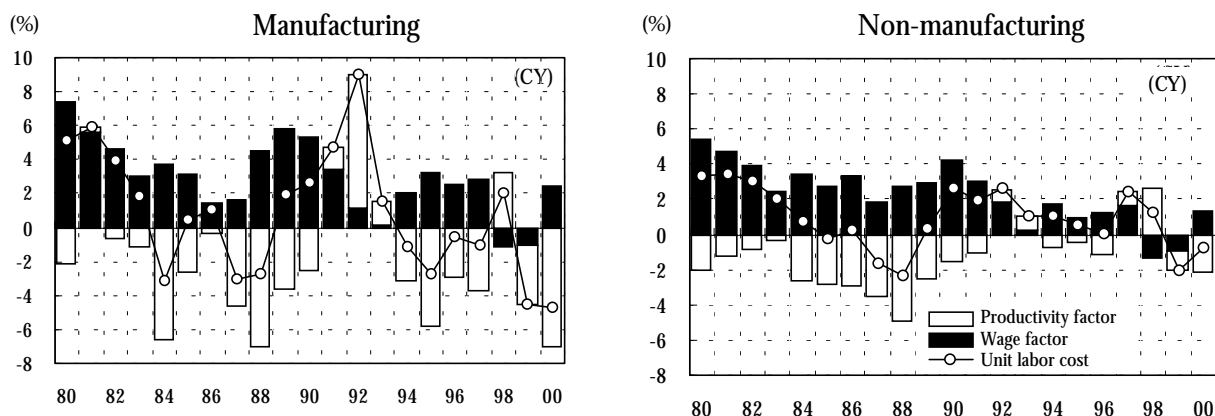 (%) Manufacturing
10
(CY)
8
6
4
2
0
-2
-4
-6
-8
80 82 84 86 88 90 92 94 96 98 00
(%) Non-manufacturing
10
(CY)
8
6
4
2
0
-2
-4
-6
-8
Productivity factor
Wage factor
Unit labor cost
80 82 84 86 88 90 92 94 96 98 00